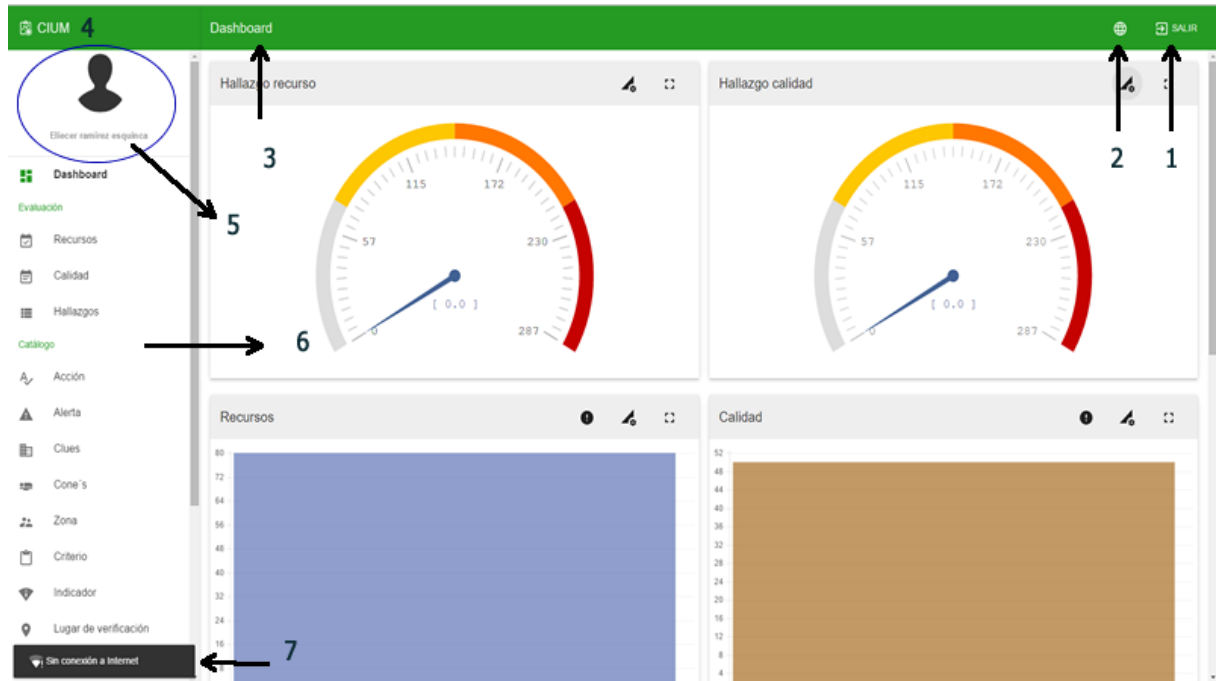 CIUM 4
Dashboard
SALIR
Eliecer ramirez esquinca
Dashboard
Evaluación
Recursos
Calidad
Hallazgos
Catálogo
Acción
Alerta
Clues
Cone´s
Zona
Criterio
Indicador
Lugar de verificación
Sin conexión a Internet
Hallazgo recurso
3
5
6
7
0
57
115
172
230
287
[ 0.0 ]
Hallazgo calidad
2
1
0
57
115
172
230
287
[ 0.0 ]
Recursos
80
72
64
56
48
40
32
24
16
8
Calidad
52
48
44
40
36
32
28
24
20
16
12
8
4